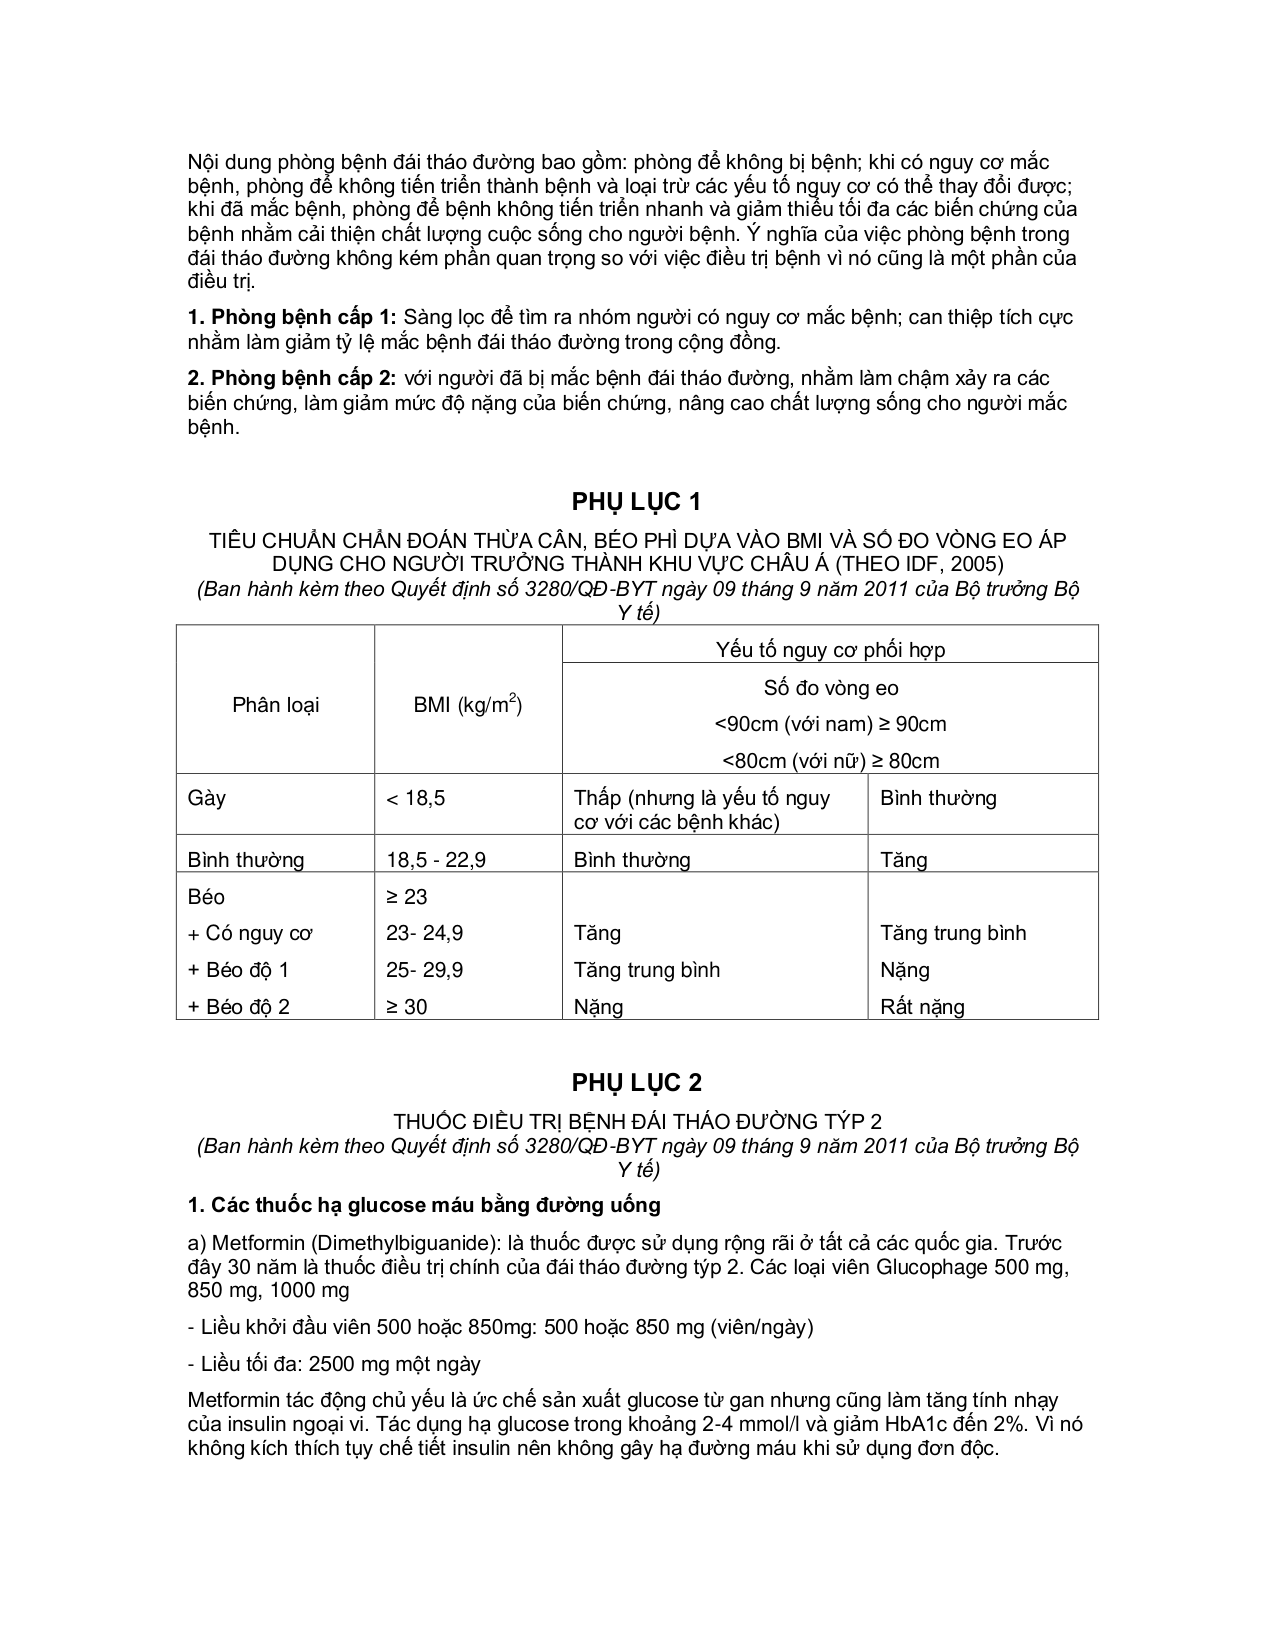 Nội dung phòng bệnh đái tháo đường bao gồm: phòng để không bị bệnh; khi có nguy cơ mắc
bệnh, phòng để không tiến triển thành bệnh và loại trừ các yếu tố nguy cơ có thể thay đổi được;
khi đã mắc bệnh, phòng để bệnh không tiến triển nhanh và giảm thiểu tối đa các biến chứng của
bệnh nhằm cải thiện chất lượng cuộc sống cho người bệnh. Ý nghĩa của việc phòng bệnh trong
đái tháo đường không kém phần quan trọng so với việc điều trị bệnh vì nó cũng là một phần của
điều trị.
1. Phòng bệnh cấp 1: Sàng lọc để tìm ra nhóm người có nguy cơ mắc bệnh; can thiệp tích cực
nhằm làm giảm tỷ lệ mắc bệnh đái tháo đường trong cộng đồng.
2. Phòng bệnh cấp 2: với người đã bị mắc bệnh đái tháo đường, nhằm làm chậm xảy ra các
biến chứng, làm giảm mức độ nặng của biến chứng, nâng cao chất lượng sống cho người mắc
bệnh.
PHỤ LỤC 1
TIÊU CHUẨN CHẨN ĐOÁN THỪA CÂN, BÉO PHÌ DỰA VÀO BMI VÀ SỐ ĐO VÒNG EO ÁP
DỤNG CHO NGƯỜI TRƯỞNG THÀNH KHU VỰC CHÂU Á (THEO IDF, 2005)
(Ban hành kèm theo Quyết định số 3280/QĐ-BYT ngày 09 tháng 9 năm 2011 của Bộ trưởng Bộ
Y tế)
Phân loại BMI (kg/m²) Yếu tố nguy cơ phối hợp
Số đo vòng eo
<90cm (với nam) ≥ 90cm
<80cm (với nữ) ≥ 80cm
Gày < 18,5 Thấp (nhưng là yếu tố nguy Bình thường
cơ với các bệnh khác)
Bình thường 18,5 - 22,9 Bình thường Tăng
Béo ≥ 23
+ Có nguy cơ 23- 24,9 Tăng Tăng trung bình
+ Béo độ 1 25- 29,9 Tăng trung bình Nặng
+ Béo độ 2 ≥ 30 Nặng Rất nặng
PHỤ LỤC 2
THUỐC ĐIỀU TRỊ BỆNH ĐÁI THÁO ĐƯỜNG TÝP 2
(Ban hành kèm theo Quyết định số 3280/QĐ-BYT ngày 09 tháng 9 năm 2011 của Bộ trưởng Bộ
Y tế)
1. Các thuốc hạ glucose máu bằng đường uống
a) Metformin (Dimethylbiguanide): là thuốc được sử dụng rộng rãi ở tất cả các quốc gia. Trước
đây 30 năm là thuốc điều trị chính của đái tháo đường týp 2. Các loại viên Glucophage 500 mg,
850 mg, 1000 mg
- Liều khởi đầu viên 500 hoặc 850mg: 500 hoặc 850 mg (viên/ngày)
- Liều tối đa: 2500 mg một ngày
Metformin tác động chủ yếu là ức chế sản xuất glucose từ gan nhưng cũng làm tăng tính nhạy
của insulin ngoại vi. Tác dụng hạ glucose trong khoảng 2-4 mmol/l và giảm HbA1c đến 2%. Vì nó
không kích thích tụy chế tiết insulin nên không gây hạ đường máu khi sử dụng đơn độc.